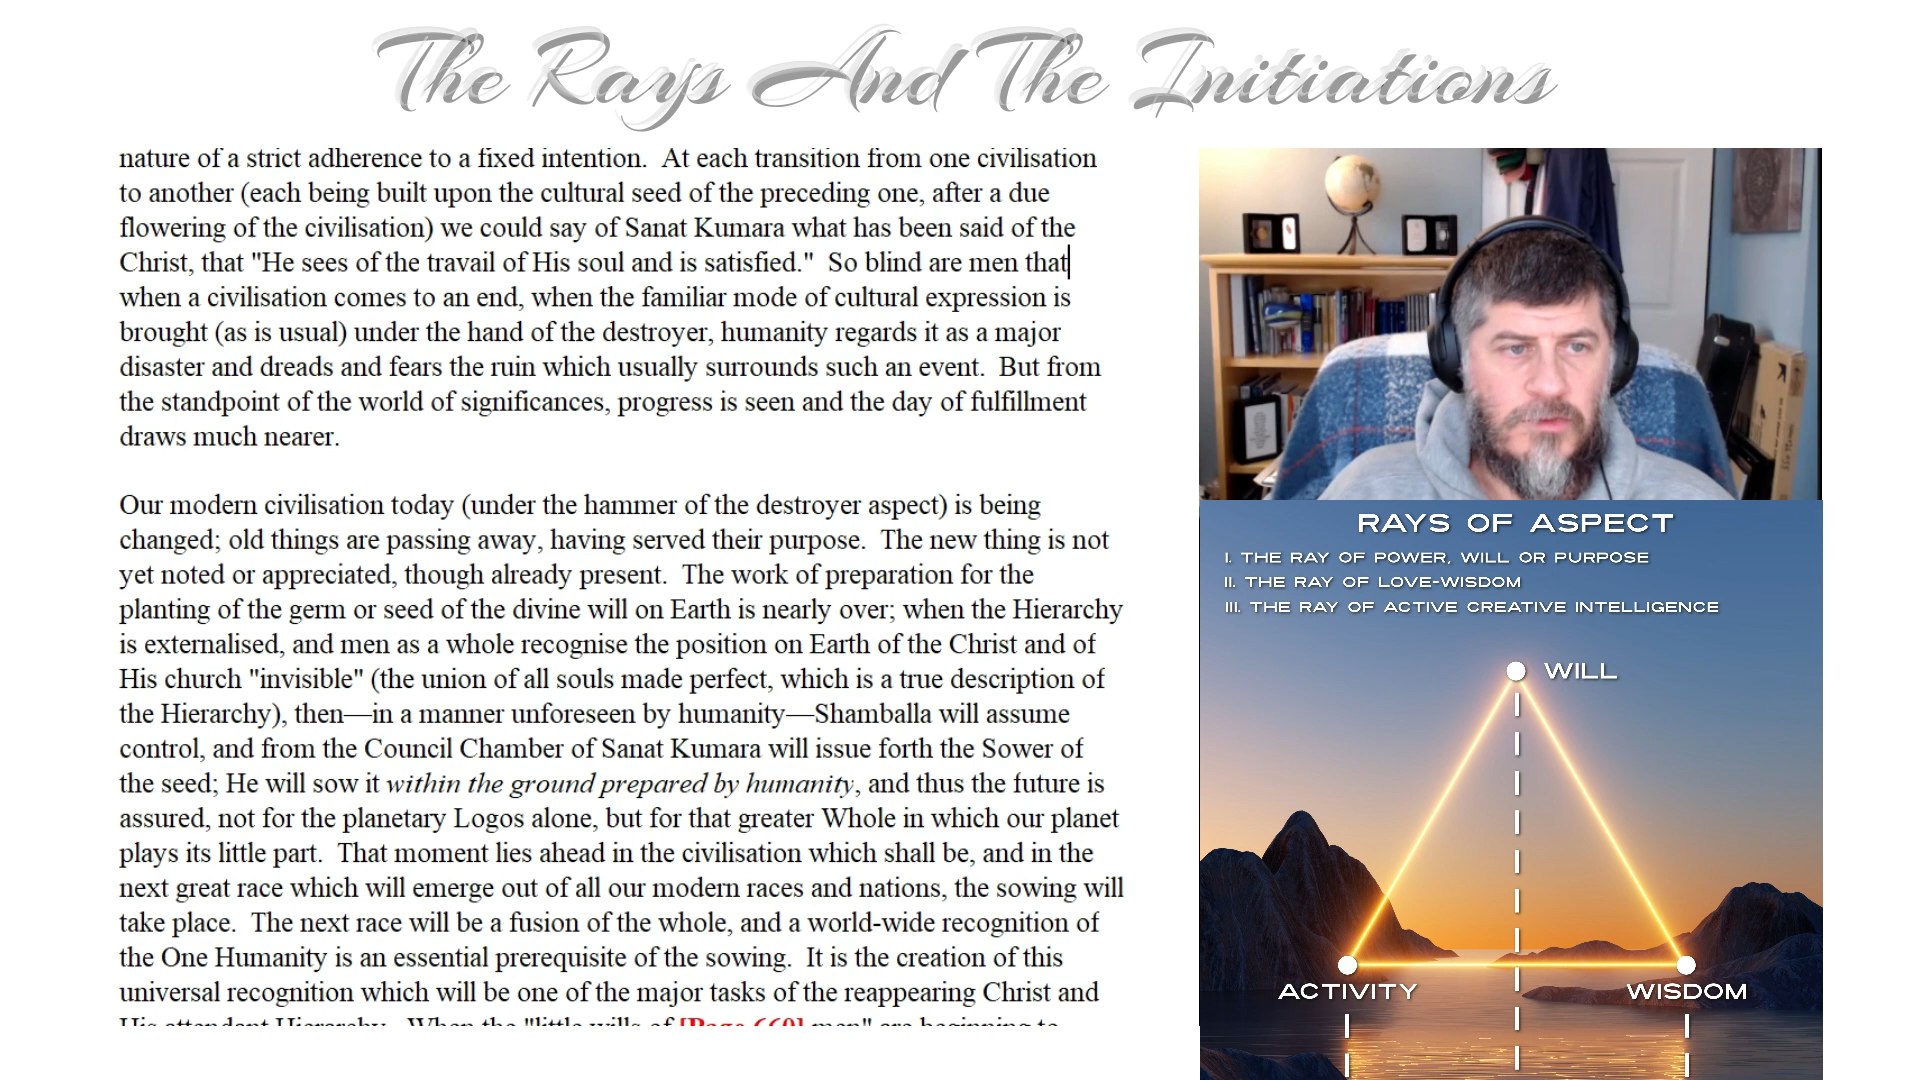 The Rays And The Initiations
nature of a strict adherence to a fixed intention.  At each transition from one civilisation
to another (each being built upon the cultural seed of the preceding one, after a due
flowering of the civilisation) we could say of Sanat Kumara what has been said of the
Christ, that "He sees of the travail of His soul and is satisfied."  So blind are men that
when a civilisation comes to an end, when the familiar mode of cultural expression is
brought (as is usual) under the hand of the destroyer, humanity regards it as a major
disaster and dreads and fears the ruin which usually surrounds such an event.  But from
the standpoint of the world of significances, progress is seen and the day of fulfillment
draws much nearer.
Our modern civilisation today (under the hammer of the destroyer aspect) is being
changed; old things are passing away, having served their purpose.  The new thing is not
yet noted or appreciated, though already present.  The work of preparation for the
planting of the germ or seed of the divine will on Earth is nearly over; when the Hierarchy
is externalised, and men as a whole recognise the position on Earth of the Christ and of
His church "invisible" (the union of all souls made perfect, which is a true description of
the Hierarchy), then—in a manner unforeseen by humanity—Shamballa will assume
control, and from the Council Chamber of Sanat Kumara will issue forth the Sower of
the seed; He will sow it within the ground prepared by humanity, and thus the future is
assured, not for the planetary Logos alone, but for that greater Whole in which our planet
plays its little part.  That moment lies ahead in the civilisation which shall be, and in the
next great race which will emerge out of all our modern races and nations, the sowing will
take place.  The next race will be a fusion of the whole, and a world-wide recognition of
the One Humanity is an essential prerequisite of the sowing.  It is the creation of this
universal recognition which will be one of the major tasks of the reappearing Christ and
His attendant Hierarchy.  When the "little wills of [Page 660] men" are beginning to
RAYS OF ASPECT
I. THE RAY OF POWER, WILL OR PURPOSE
II. THE RAY OF LOVE-WISDOM
III. THE RAY OF ACTIVE CREATIVE INTELLIGENCE
WILL
ACTIVITY
WISDOM